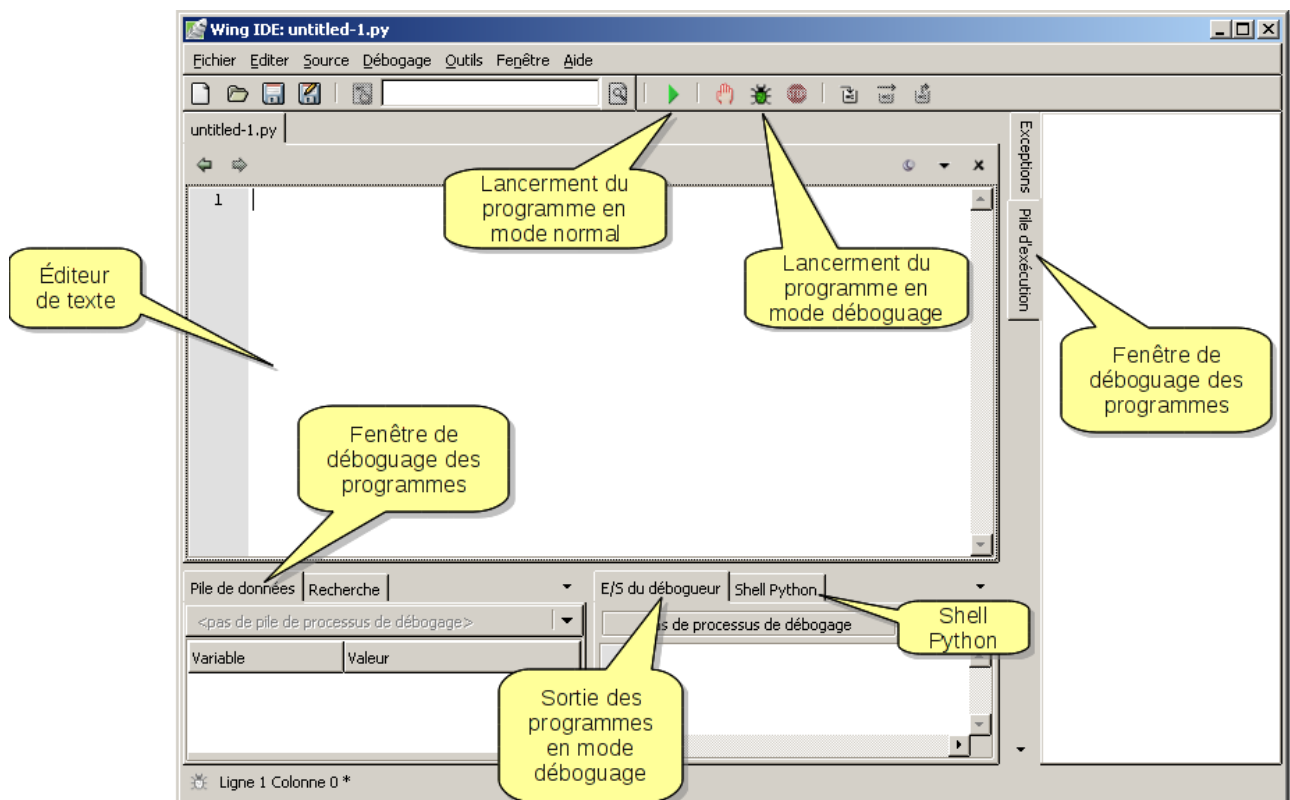 Wing IDE: untitled-1.py
Fichier Editer Source Débogage Outils Fenêtre Aide
untitled-1.py
1
Exceptions
Pile d'exécution
Lancerment du
programme en
mode normal
Lancerment du
programme en
mode déboguage
Éditeur
de texte
Fenêtre de
déboguage des
programmes
Fenêtre de
déboguage des
programmes
Pile de données Recherche
E/S du débogueur Shell Python
<pas de pile de processus de débogage>
as de processus de débogage
Shell
Python
Variable Valeur
Sortie des
programmes
en mode
déboguage
Ligne 1 Colonne 0 *